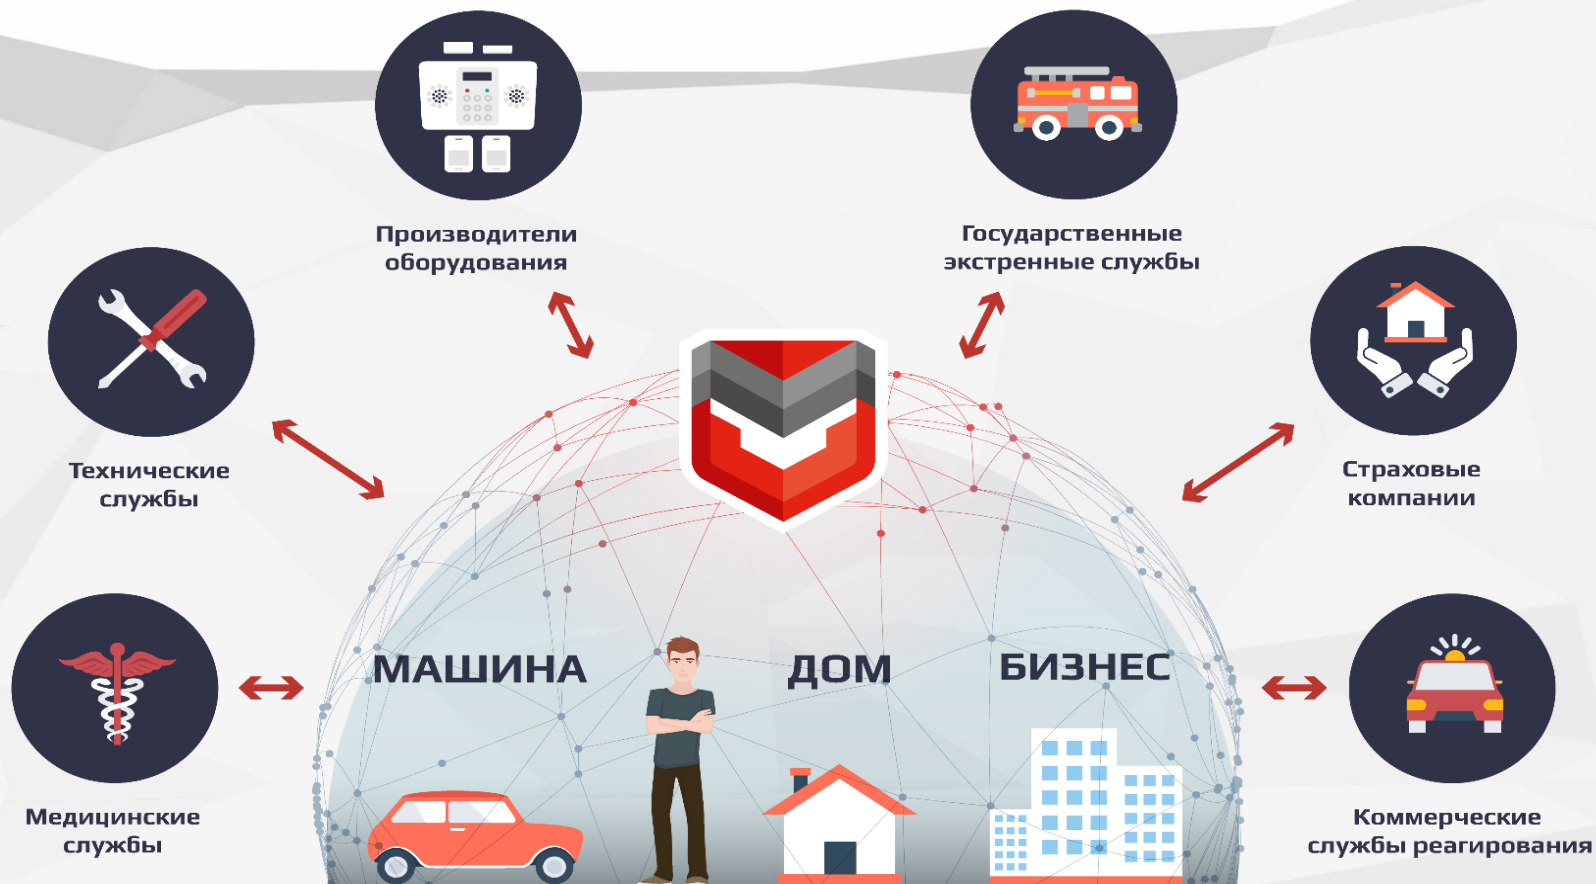 Производители
оборудования
Государственные
экстренные службы
Технические
службы
Страховые
компании
МАШИНА
ДОМ
БИЗНЕС
Медицинские
службы
Коммерческие
службы реагирования